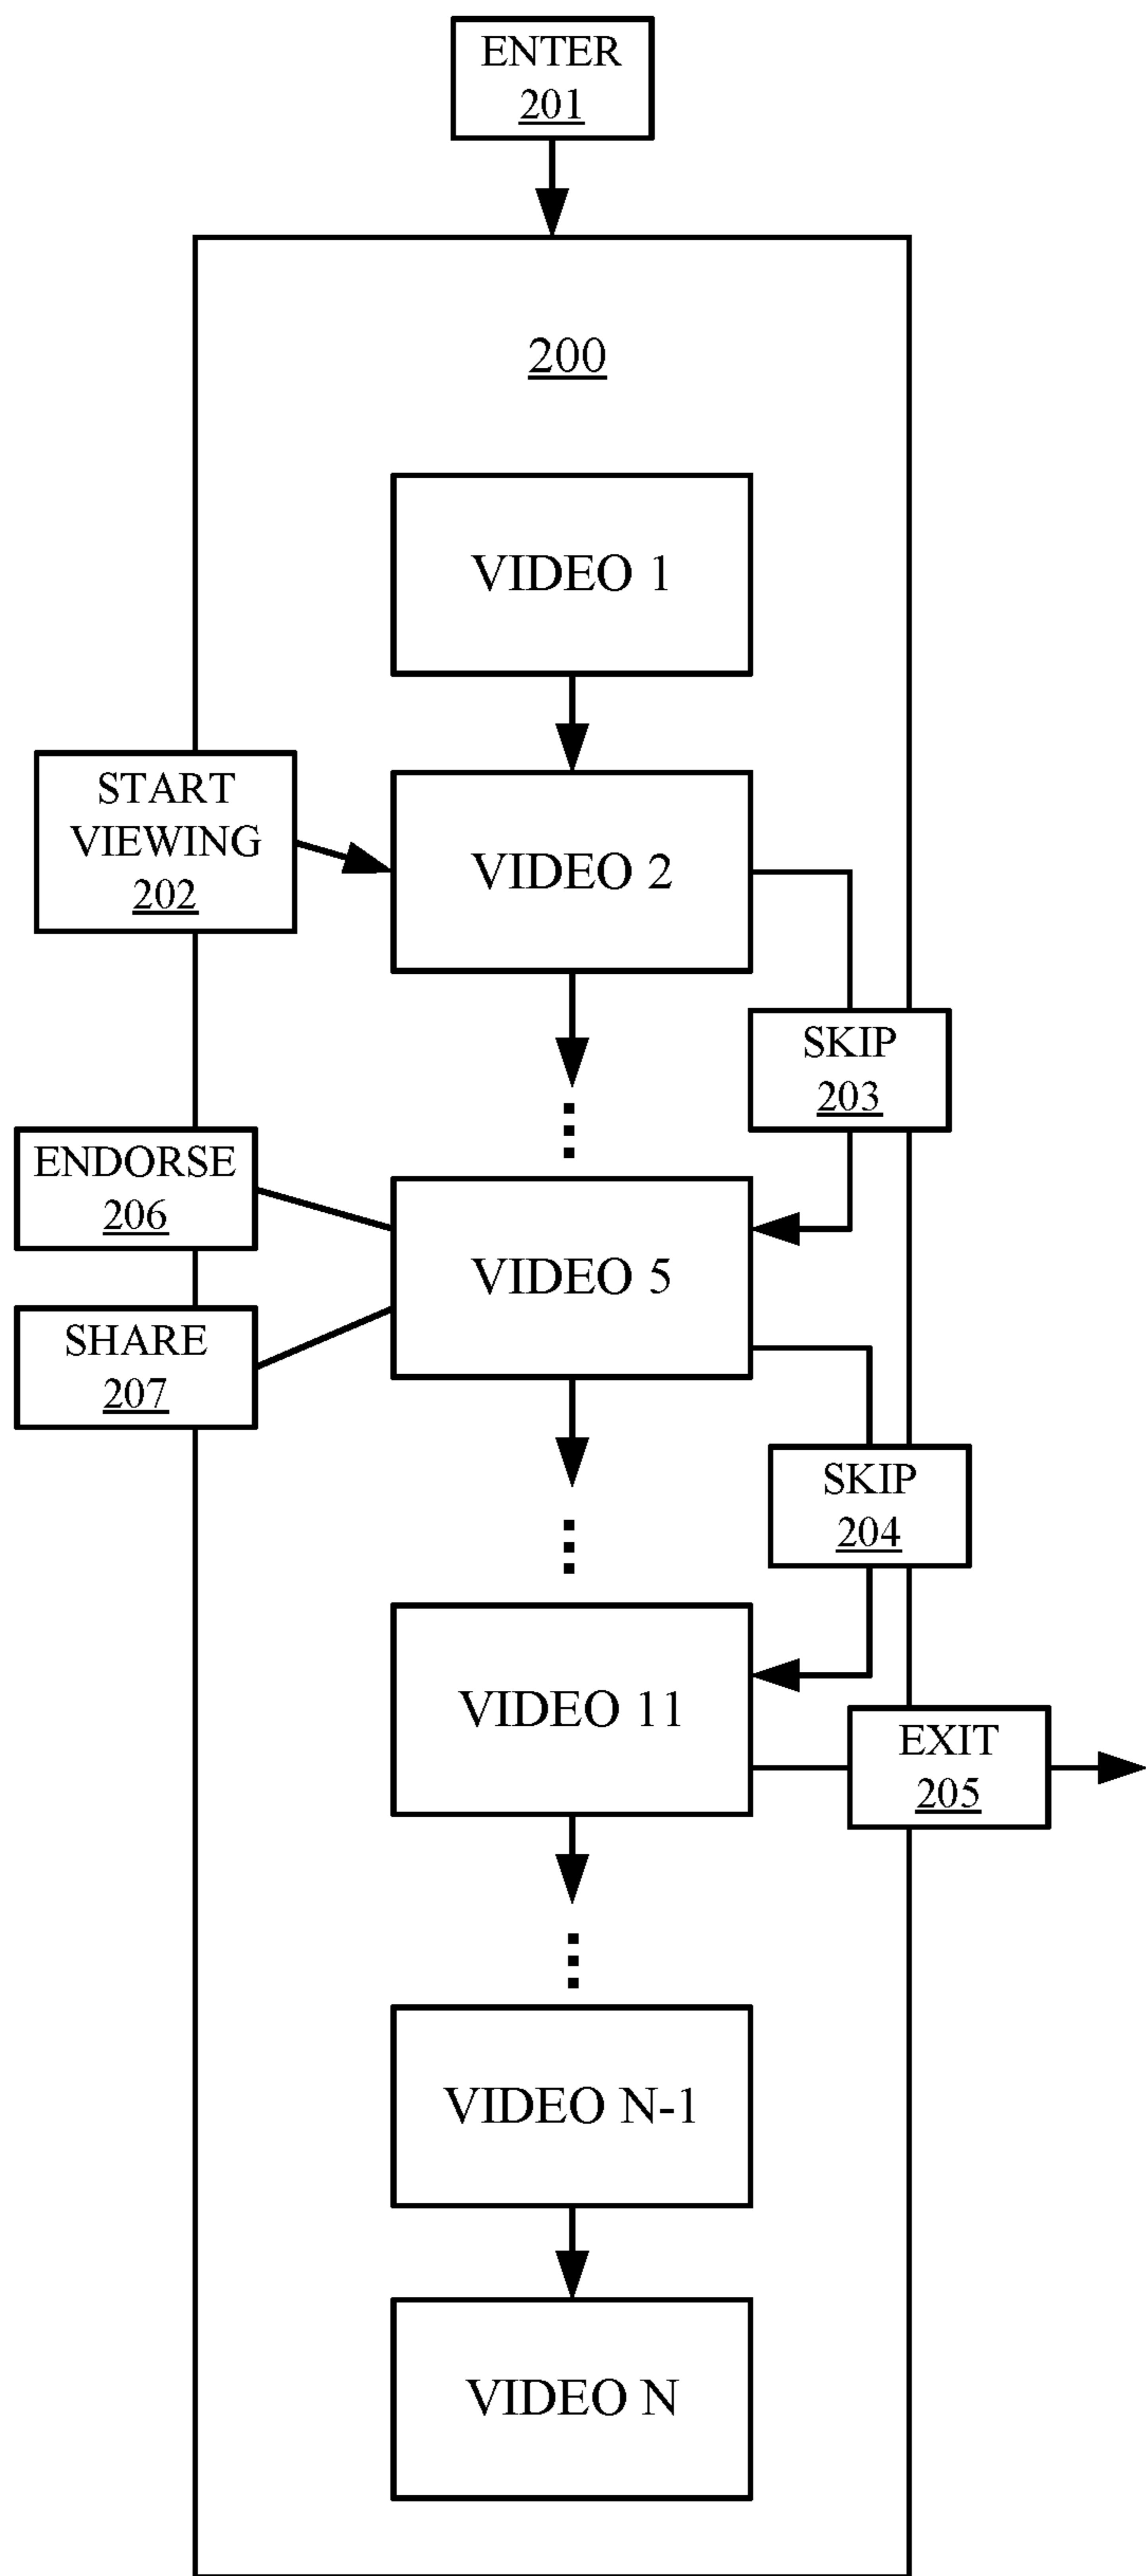 ENTER
201
200
VIDEO 1
START
VIEWING
202
VIDEO 2
SKIP
203
ENDORSE
206
VIDEO 5
SHARE
207
SKIP
204
VIDEO 11
EXIT
205
VIDEO N-1
VIDEO N